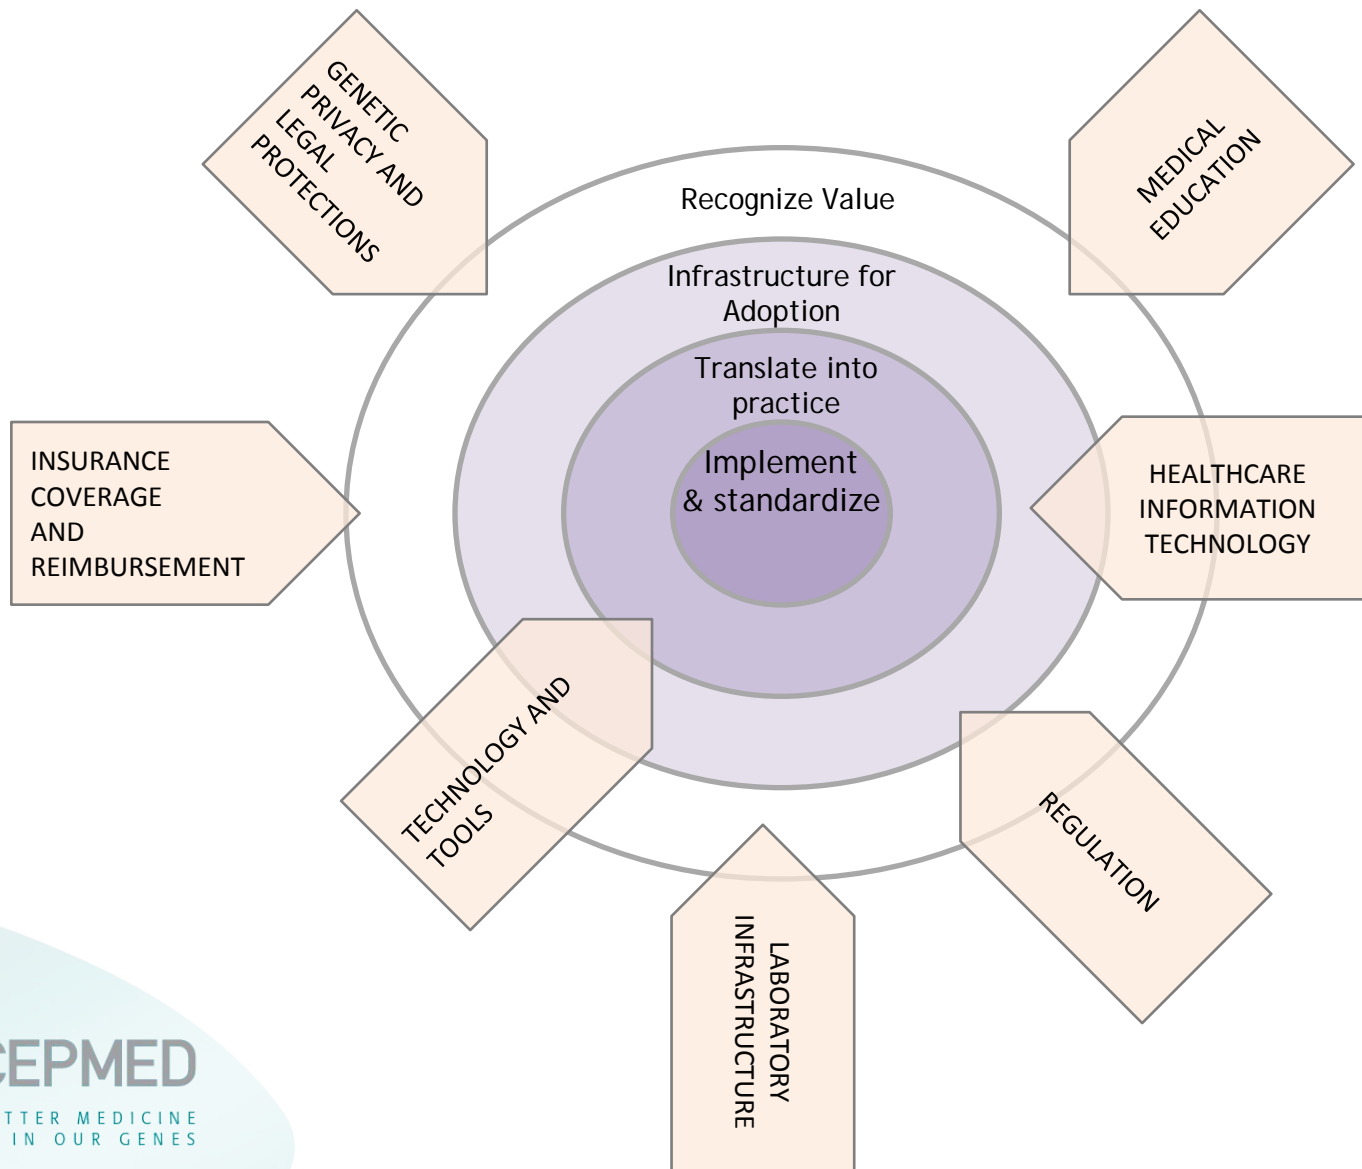 GENETIC
PRIVACY AND
LEGAL
PROTECTIONS
MEDICAL
EDUCATION
Recognize Value
Infrastructure for
Adoption
Translate into
practice
Implement
& standardize
INSURANCE
COVERAGE
AND
REIMBURSEMENT
HEALTHCARE
INFORMATION
TECHNOLOGY
TECHNOLOGY AND
TOOLS
REGULATION
LABORATORY
INFRASTRUCTURE
CEPMED
TTER MEDICINE
IN OUR GENES